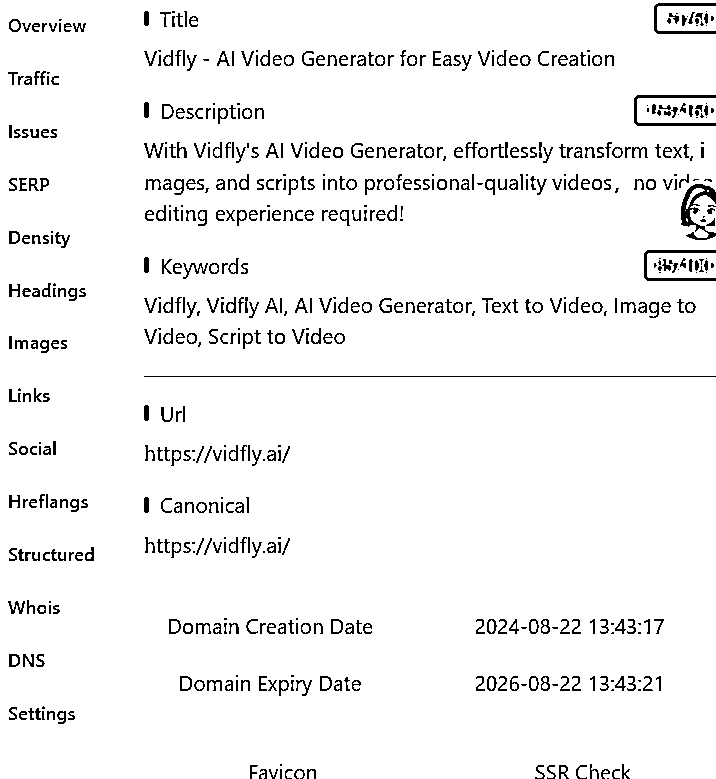 Overview
Traffic
Issues
SERP
Density
Headings
Images
Links
Social
Hreflangs
Structured
Whois
DNS
Settings
Title
Vidfly - AI Video Generator for Easy Video Creation
Description
With Vidfly's AI Video Generator, effortlessly transform text, i
mages, and scripts into professional-quality videos，no video
editing experience required!
Keywords
Vidfly, Vidfly AI, AI Video Generator, Text to Video, Image to
Video, Script to Video
Url
https://vidfly.ai/
Canonical
https://vidfly.ai/
Domain Creation Date 2024-08-22 13:43:17
Domain Expiry Date 2026-08-22 13:43:21
Favicon SSR Check